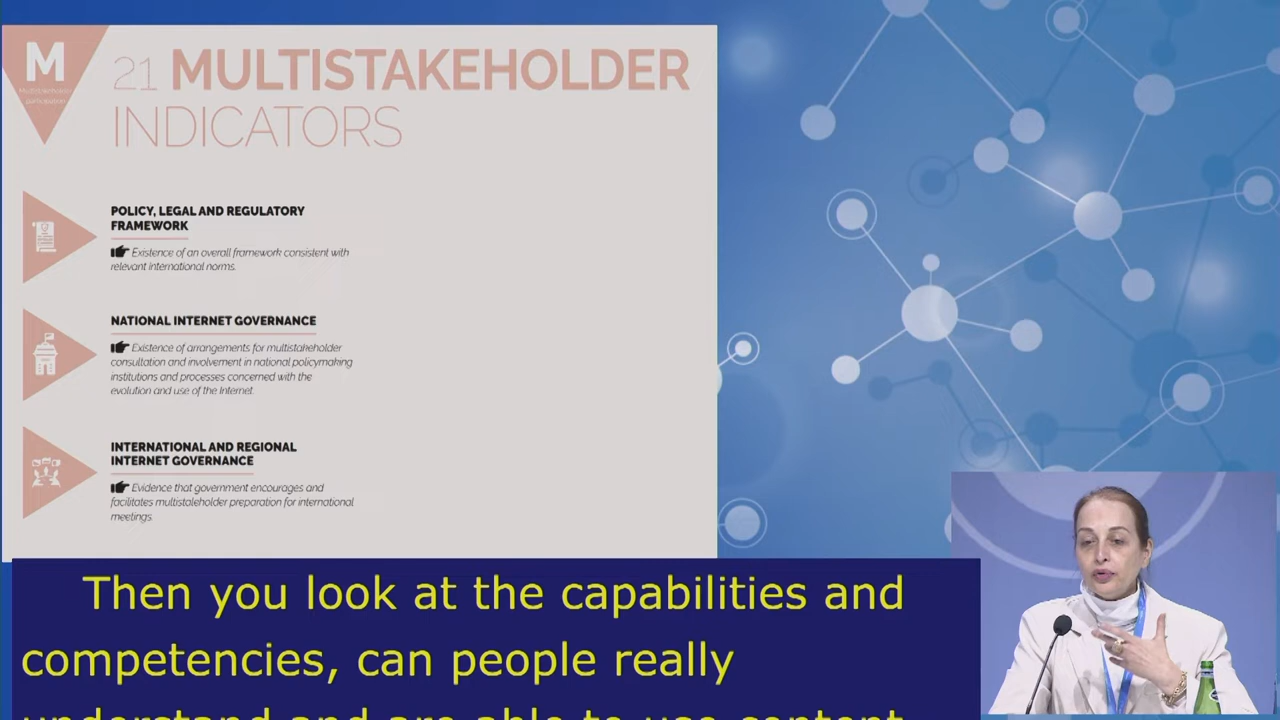 M
Multistakeholder
participation
21 MULTISTAKEHOLDER
INDICATORS
POLICY, LEGAL AND REGULATORY
FRAMEWORK
Existence of an overall framework consistent with
relevant international norms.
NATIONAL INTERNET GOVERNANCE
Existence of arrangements for multistakeholder
consultation and involvement in national policymaking
institutions and processes concerned with the
evolution and use of the Internet.
INTERNATIONAL AND REGIONAL
INTERNET GOVERNANCE
Evidence that government encourages and
facilitates multistaleholder preparation for international
meetings
Then you look at the capabilities and
competencies, can people really
understand and are able to use content